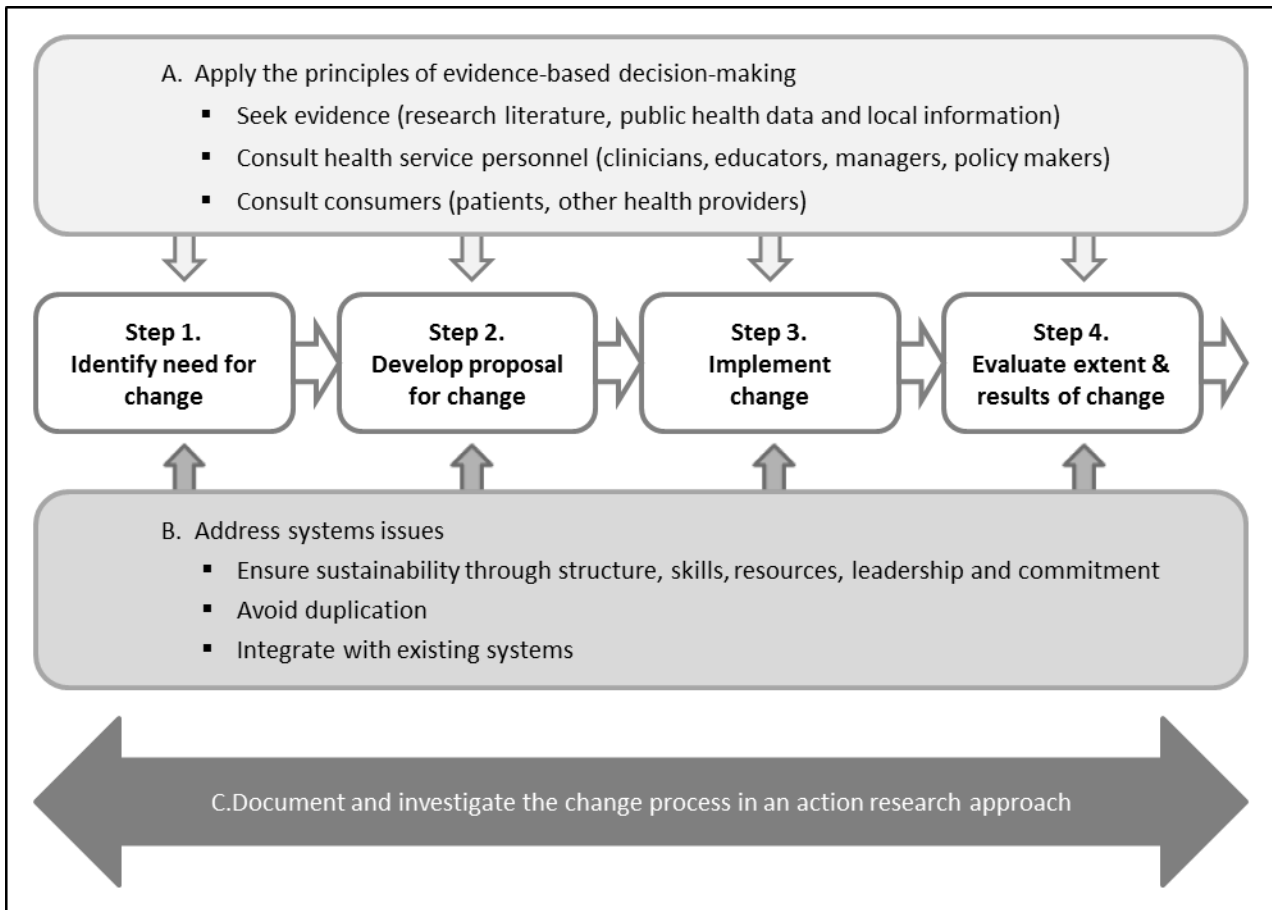 A. Apply the principles of evidence-based decision-making
▪ Seek evidence (research literature, public health data and local information)
▪ Consult health service personnel (clinicians, educators, managers, policy makers)
▪ Consult consumers (patients, other health providers)
Step 1.
Identify need for
change
Step 2.
Develop proposal
for change
Step 3.
Implement
change
Step 4.
Evaluate extent &
results of change
B. Address systems issues
▪ Ensure sustainability through structure, skills, resources, leadership and commitment
▪ Avoid duplication
▪ Integrate with existing systems
C.Document and investigate the change process in an action research approach